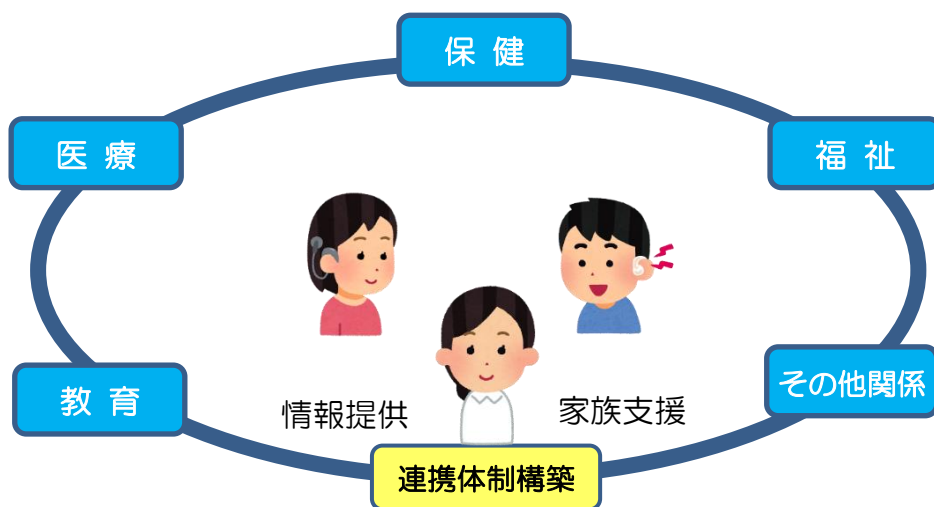 保 健
医 療
福 祉
教 育
情報提供
家族支援
その他関係
連携体制構築